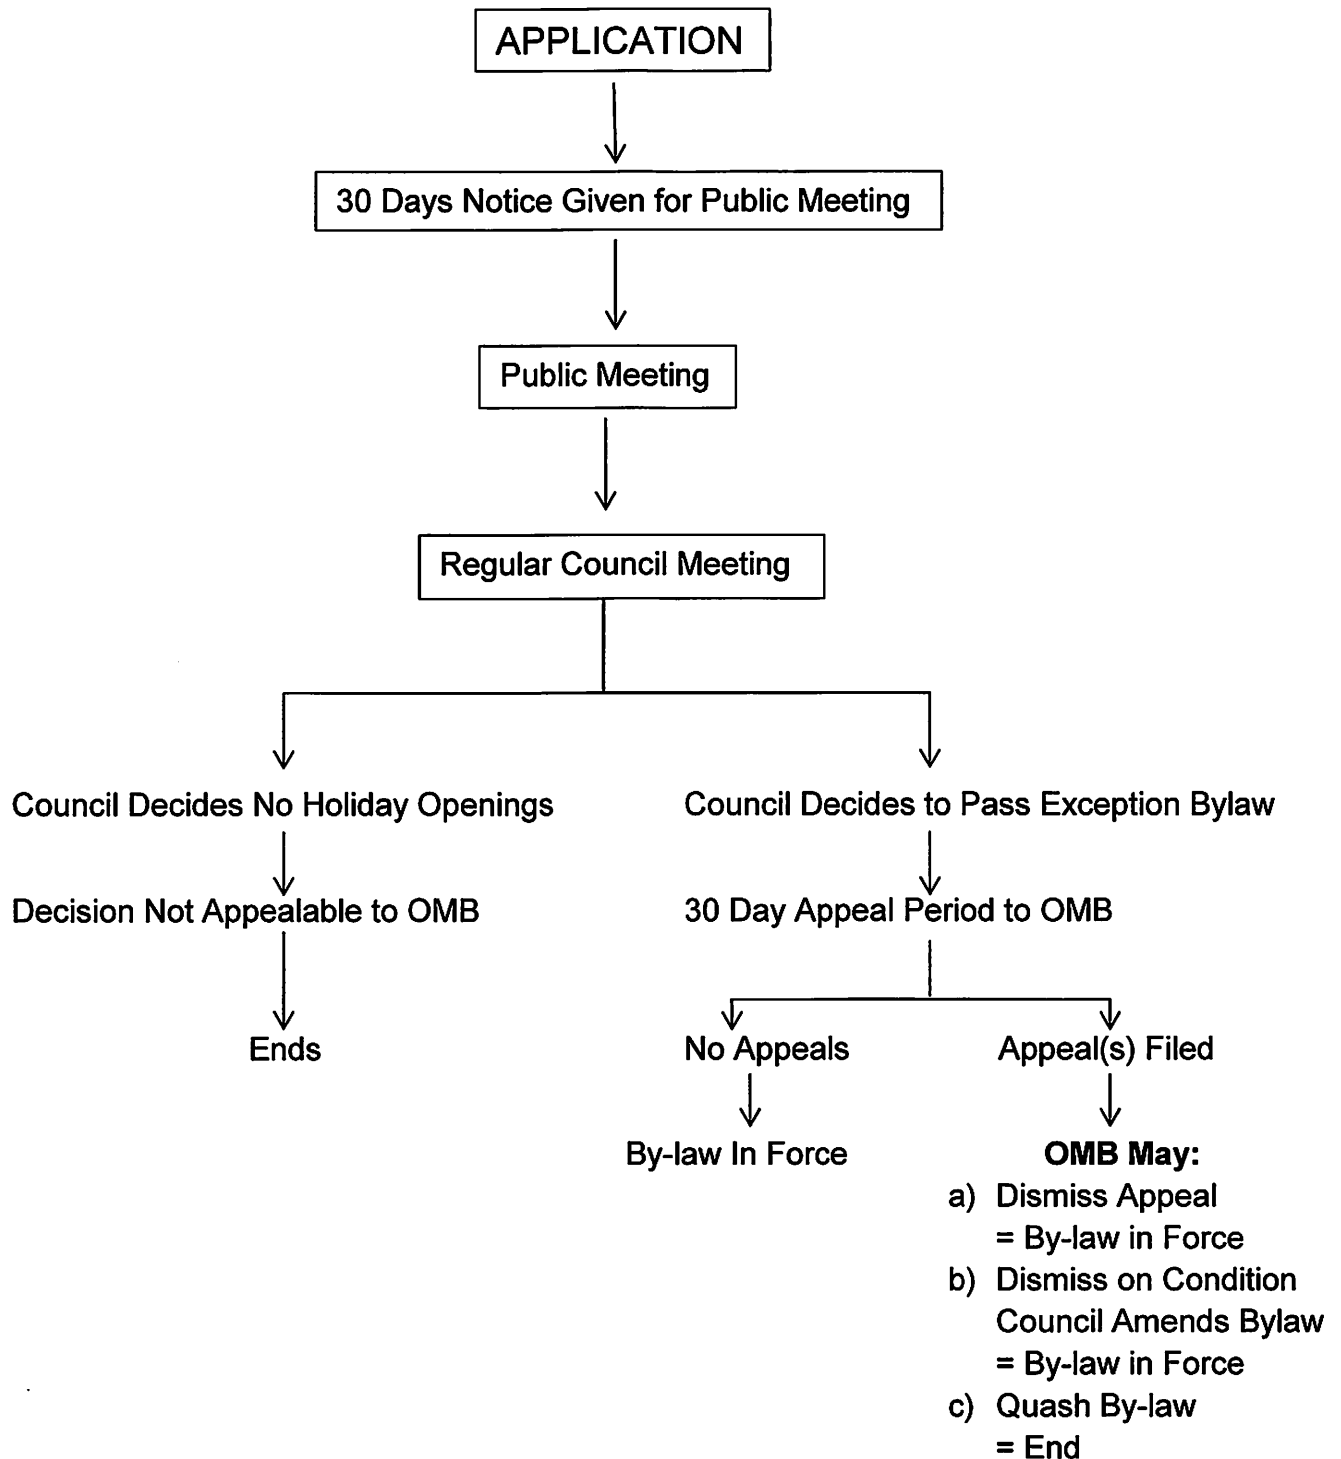 APPLICATION
30 Days Notice Given for Public Meeting
Public Meeting
Regular Council Meeting
Council Decides No Holiday Openings
Decision Not Appealable to OMB
Ends
Council Decides to Pass Exception Bylaw
30 Day Appeal Period to OMB
No Appeals
By-law In Force
Appeal(s) Filed
OMB May:
a) Dismiss Appeal
= By-law in Force
b) Dismiss on Condition
Council Amends Bylaw
= By-law in Force
c) Quash By-law
= End